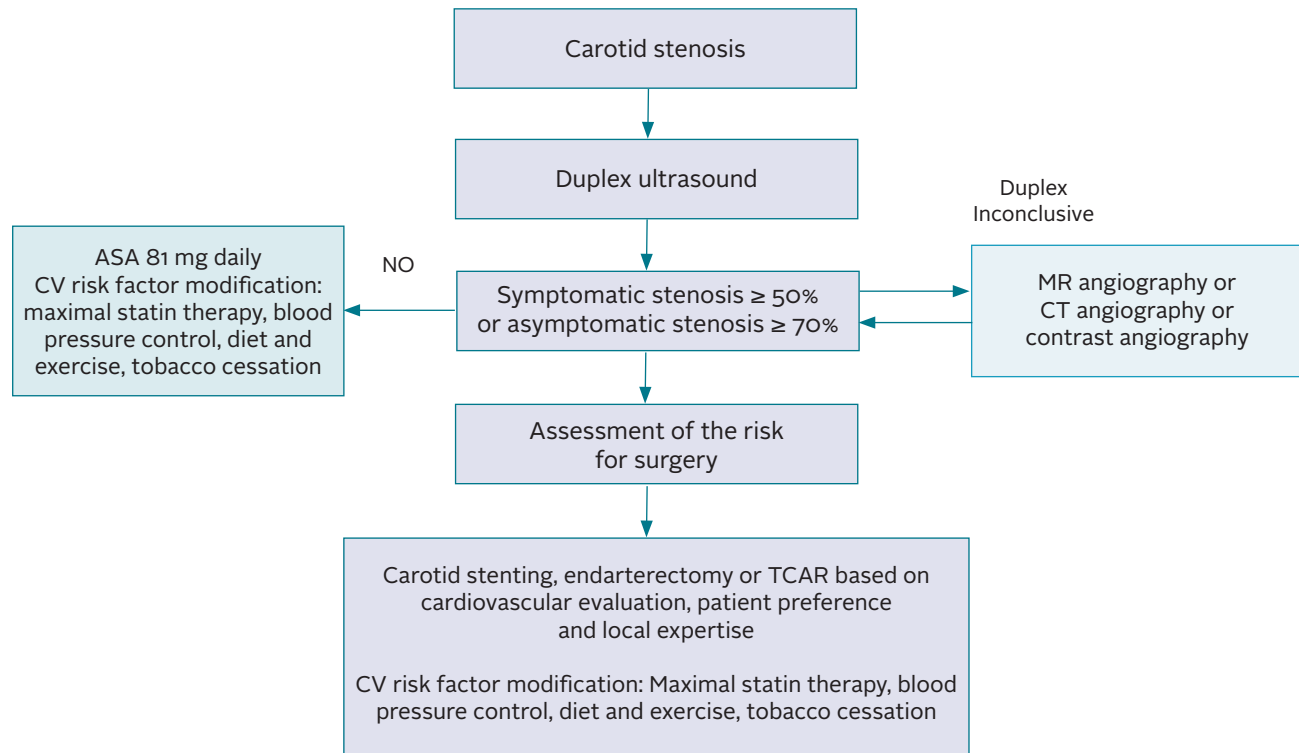 Carotid stenosis
Duplex ultrasound
Duplex
Inconclusive
ASA 81 mg daily
CV risk factor modification:
maximal statin therapy, blood
pressure control, diet and
exercise, tobacco cessation
NO
Symptomatic stenosis ≥ 50%
or asymptomatic stenosis ≥ 70%
MR angiography or
CT angiography or
contrast angiography
Assessment of the risk
for surgery
Carotid stenting, endarterectomy or TCAR based on
cardiovascular evaluation, patient preference
and local expertise
CV risk factor modification: Maximal statin therapy, blood
pressure control, diet and exercise, tobacco cessation